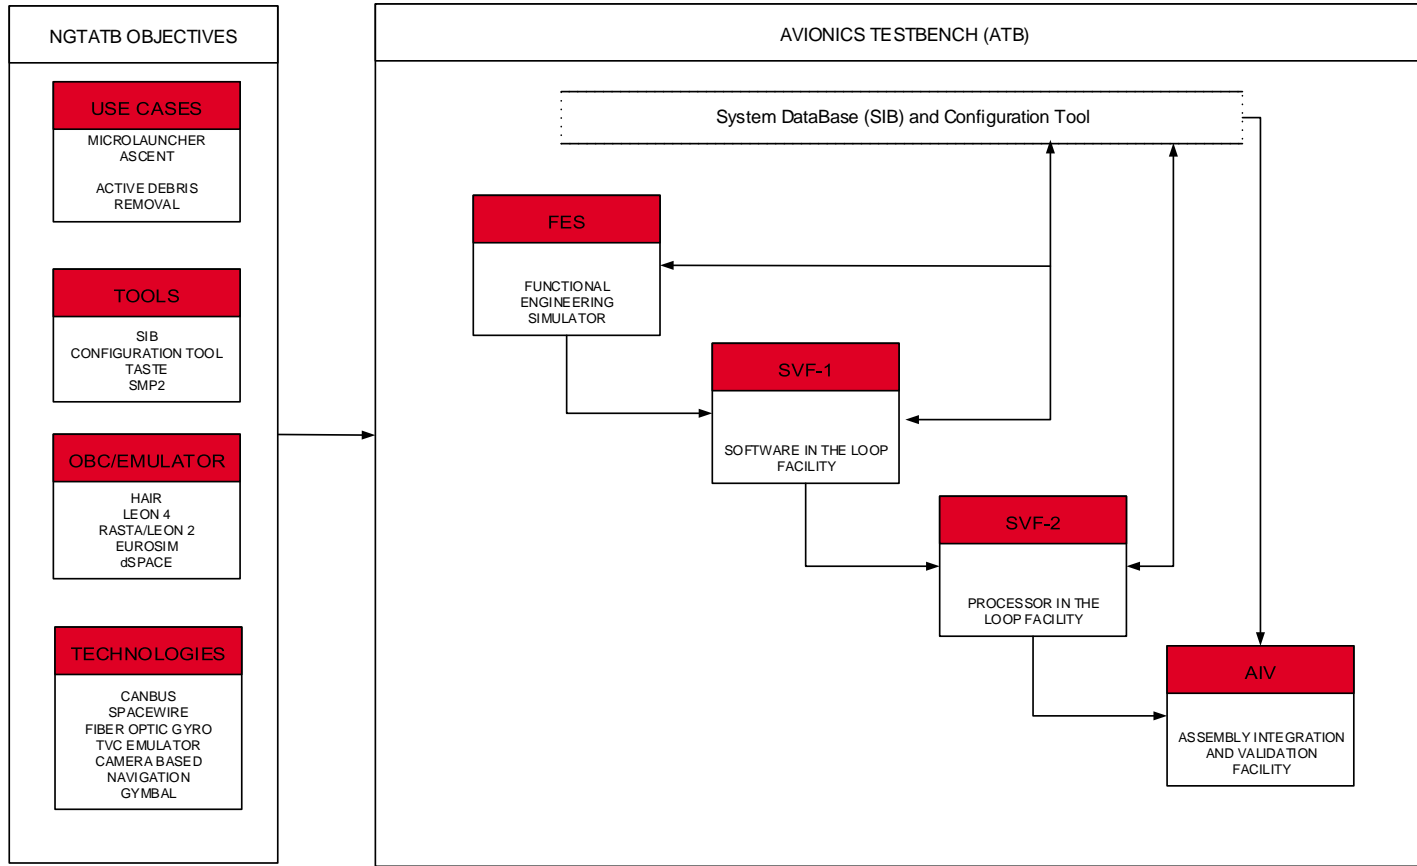 NGTATB OBJECTIVES
USE CASES
MICROLAUNCHER
ASCENT
ACTIVE DEBRIS
REMOVAL
TOOLS
SIB
CONFIGURATION TOOL
TASTE
SMP2
OBC/EMULATOR
HAIR
LEON 4
RASTA/LEON 2
EUROSIM
dSPACE
TECHNOLOGIES
CANBUS
SPACEWIRE
FIBER OPTIC GYRO
TVC EMULATOR
CAMERA BASED
NAVIGATION
GYMBAL
AVIONICS TESTBENCH (ATB)
System DataBase (SIB) and Configuration Tool
FES
FUNCTIONAL
ENGINEERING
SIMULATOR
SVF-1
SOFTWARE IN THE LOOP
FACILITY
SVF-2
PROCESSOR IN THE
LOOP FACILITY
AIV
ASSEMBLY INTEGRATION
AND VALIDATION
FACILITY